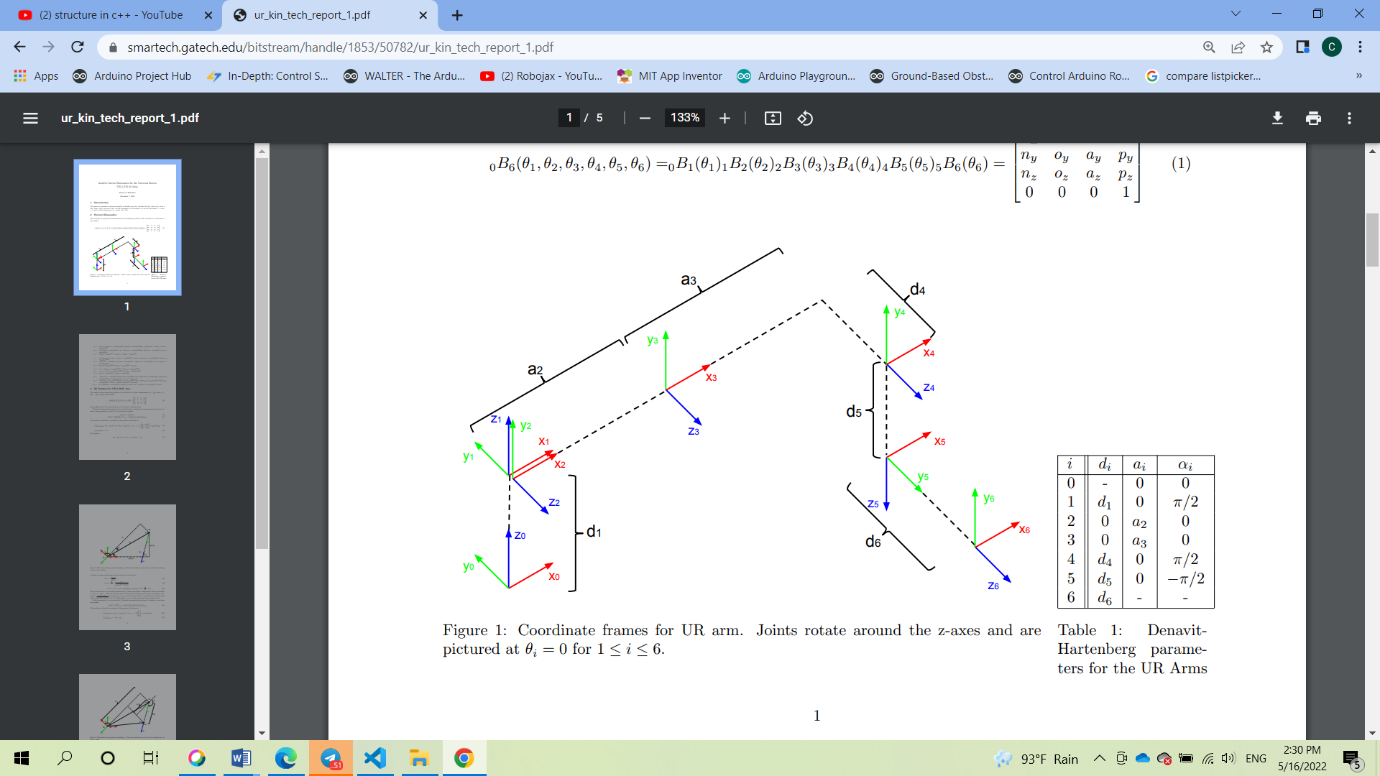 (2) structure in c++ - YouTube
ur_kin_tech_report_1.pdf
smartech.gatech.edu/bitstream/handle/1853/50782/ur_kin_tech_report_1.pdf
C
Apps
Arduino Project Hub
In-Depth: Control S...
WALTER - The Ardu...
(2) Robojax - YouTu...
MIT App Inventor
Arduino Playgroun...
Ground-Based Obst...
Control Arduino Ro...
compare listpicker...
»
ur_kin_tech_report_1.pdf
1 / 5
133%
1
2
3
₀B₆(θ₁, θ₂, θ₃, θ₄, θ₅, θ₆) =₀B₁(θ₁)₁B₂(θ₂)₂B₃(θ₃)₃B₄(θ₄)₄B₅(θ₅)₅B₆(θ₆) = (1)
n_y o_y a_y p_y
n_z o_z a_z p_z
0 0 0 1
a3
d4
y4
y3
x4
x3
a2
z4
z3
d5
z1
y2
x1
x2
y1
x5
y5
z2
z5
y6
d1
z0
d6
x6
y0
x0
z6
i d_i a_i α_i
0 - 0 0
1 d₁ 0 π/2
2 0 a₂ 0
3 0 a₃ 0
4 d₄ 0 π/2
5 d₅ 0 −π/2
6 d₆ - -
Figure 1: Coordinate frames for UR arm. Joints rotate around the z-axes and are
pictured at θᵢ = 0 for 1 ≤ i ≤ 6.
Table 1: Denavit-
Hartenberg parame-
ters for the UR Arms
1
51
93°F Rain
ENG
2:30 PM
5/16/2022
5